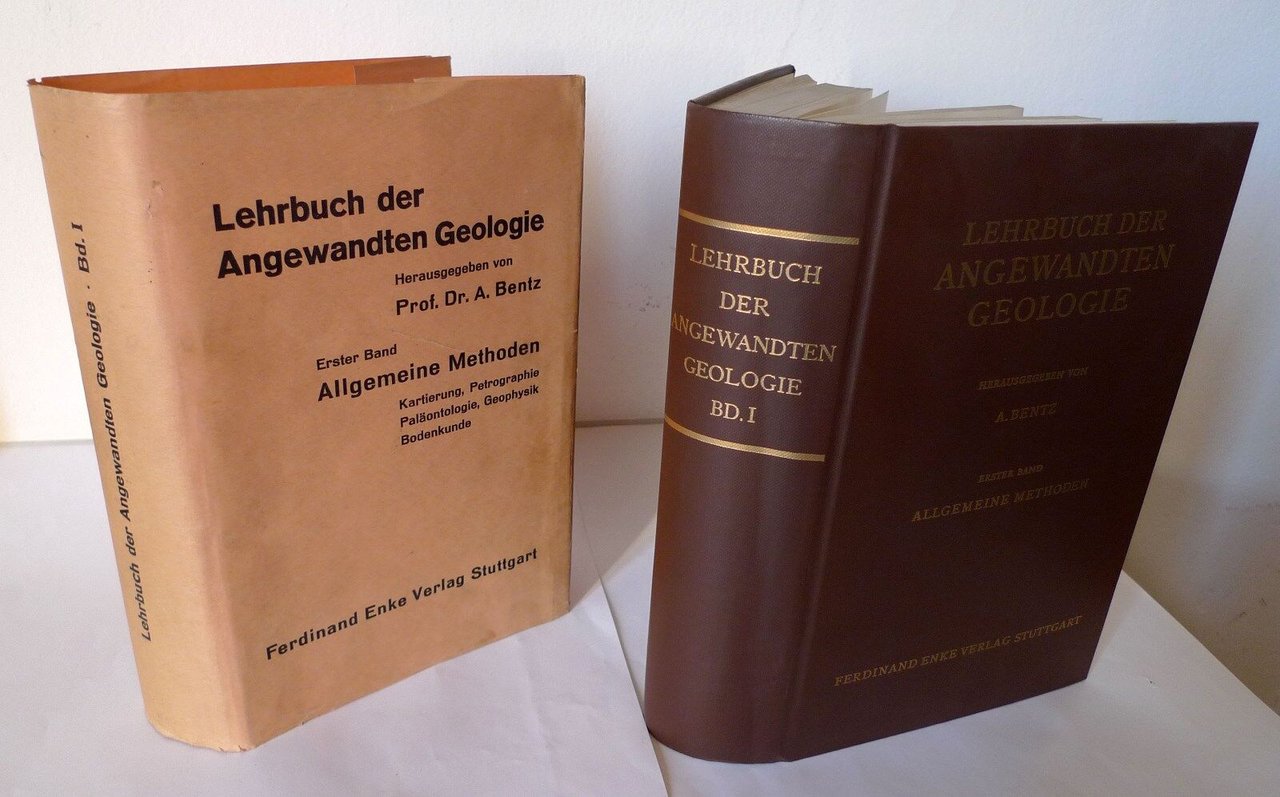 Lehrbuch der Angewandten Geologie · Bd. I
Lehrbuch der
Angewandten Geologie
Herausgegeben von
Prof. Dr. A. Bentz
Erster Band
Allgemeine Methoden
Kartierung, Petrographie
Paläontologie, Geophysik
Bodenkunde
Ferdinand Enke Verlag Stuttgart
LEHRBUCH
DER
ANGEWANDTEN
GEOLOGIE
BD. I
LEHRBUCH DER
ANGEWANDTEN
GEOLOGIE
HERAUSGEGEBEN VON
A. BENTZ
ERSTER BAND
ALLGEMEINE METHODEN
FERDINAND ENKE VERLAG STUTTGART